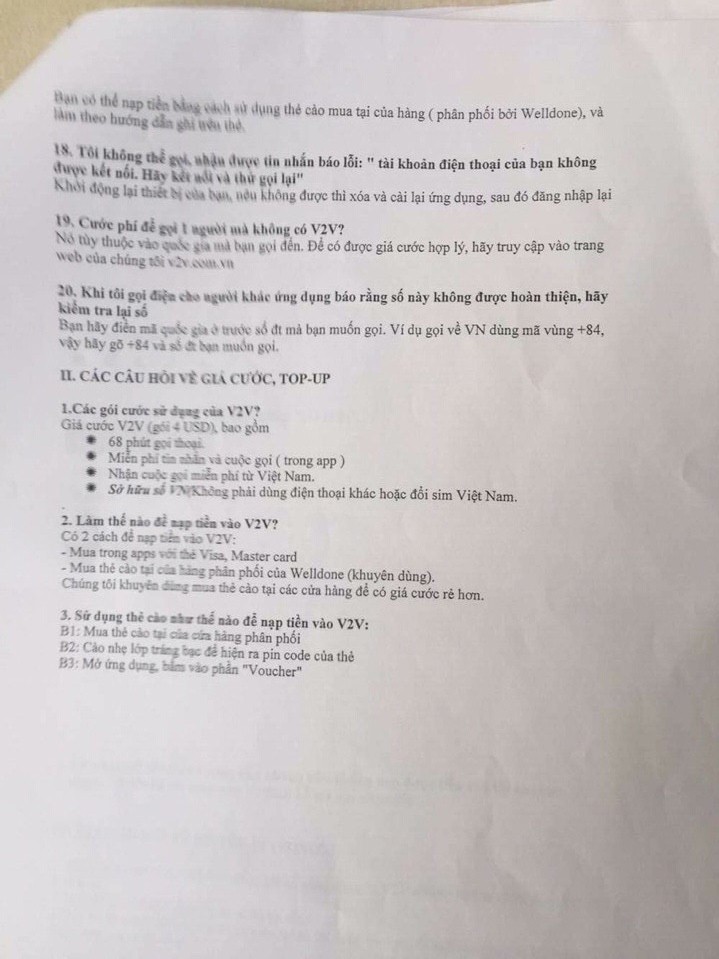 Bạn có thể nạp tiền bằng cách sử dụng thẻ cào mua tại của hàng ( phân phối bởi Welldone), và
làm theo hướng dẫn ghi trên thẻ.
18. Tôi không thể gọi, nhận được tin nhắn báo lỗi: " tài khoản điện thoại của bạn không
được kết nối. Hãy kết nối và thử gọi lại"
Khởi động lại thiết bị của bạn, nếu không được thì xóa và cài lại ứng dụng, sau đó đăng nhập lại
19. Cước phí để gọi 1 người mà không có V2V?
Nó tùy thuộc vào quốc gia mà bạn gọi đến. Để có được giá cước hợp lý, hãy truy cập vào trang
web của chúng tôi v2v.com.vn
20. Khi tôi gọi điện cho người khác ứng dụng báo rằng số này không được hoàn thiện, hãy
kiểm tra lại số
Bạn hãy điền mã quốc gia ở trước số đt mà bạn muốn gọi. Ví dụ gọi về VN dùng mã vùng +84,
vậy hãy gõ +84 và số đt bạn muốn gọi.
II. CÁC CÂU HỎI VỀ GIÁ CƯỚC, TOP-UP
1.Các gói cước sử dụng của V2V?
Giá cước V2V (gói 4 USD), bao gồm
68 phút gọi thoại.
Miễn phí tin nhắn và cuộc gọi ( trong app )
Nhận cuộc gọi miễn phí từ Việt Nam.
Sở hữu số VN/Không phải dùng điện thoại khác hoặc đổi sim Việt Nam.
2. Làm thế nào để nạp tiền vào V2V?
Có 2 cách để nạp tiền vào V2V:
- Mua trong apps với thẻ Visa, Master card
- Mua thẻ cào tại của hàng phân phối của Welldone (khuyên dùng).
Chúng tôi khuyên dùng mua thẻ cào tại các cửa hàng để có giá cước rẻ hơn.
3. Sử dụng thẻ cào như thế nào để nạp tiền vào V2V:
B1: Mua thẻ cào tại của cửa hàng phân phối
B2: Cào nhẹ lớp tráng bạc để hiện ra pin code của thẻ
B3: Mở ứng dụng, bấm vào phần "Voucher"